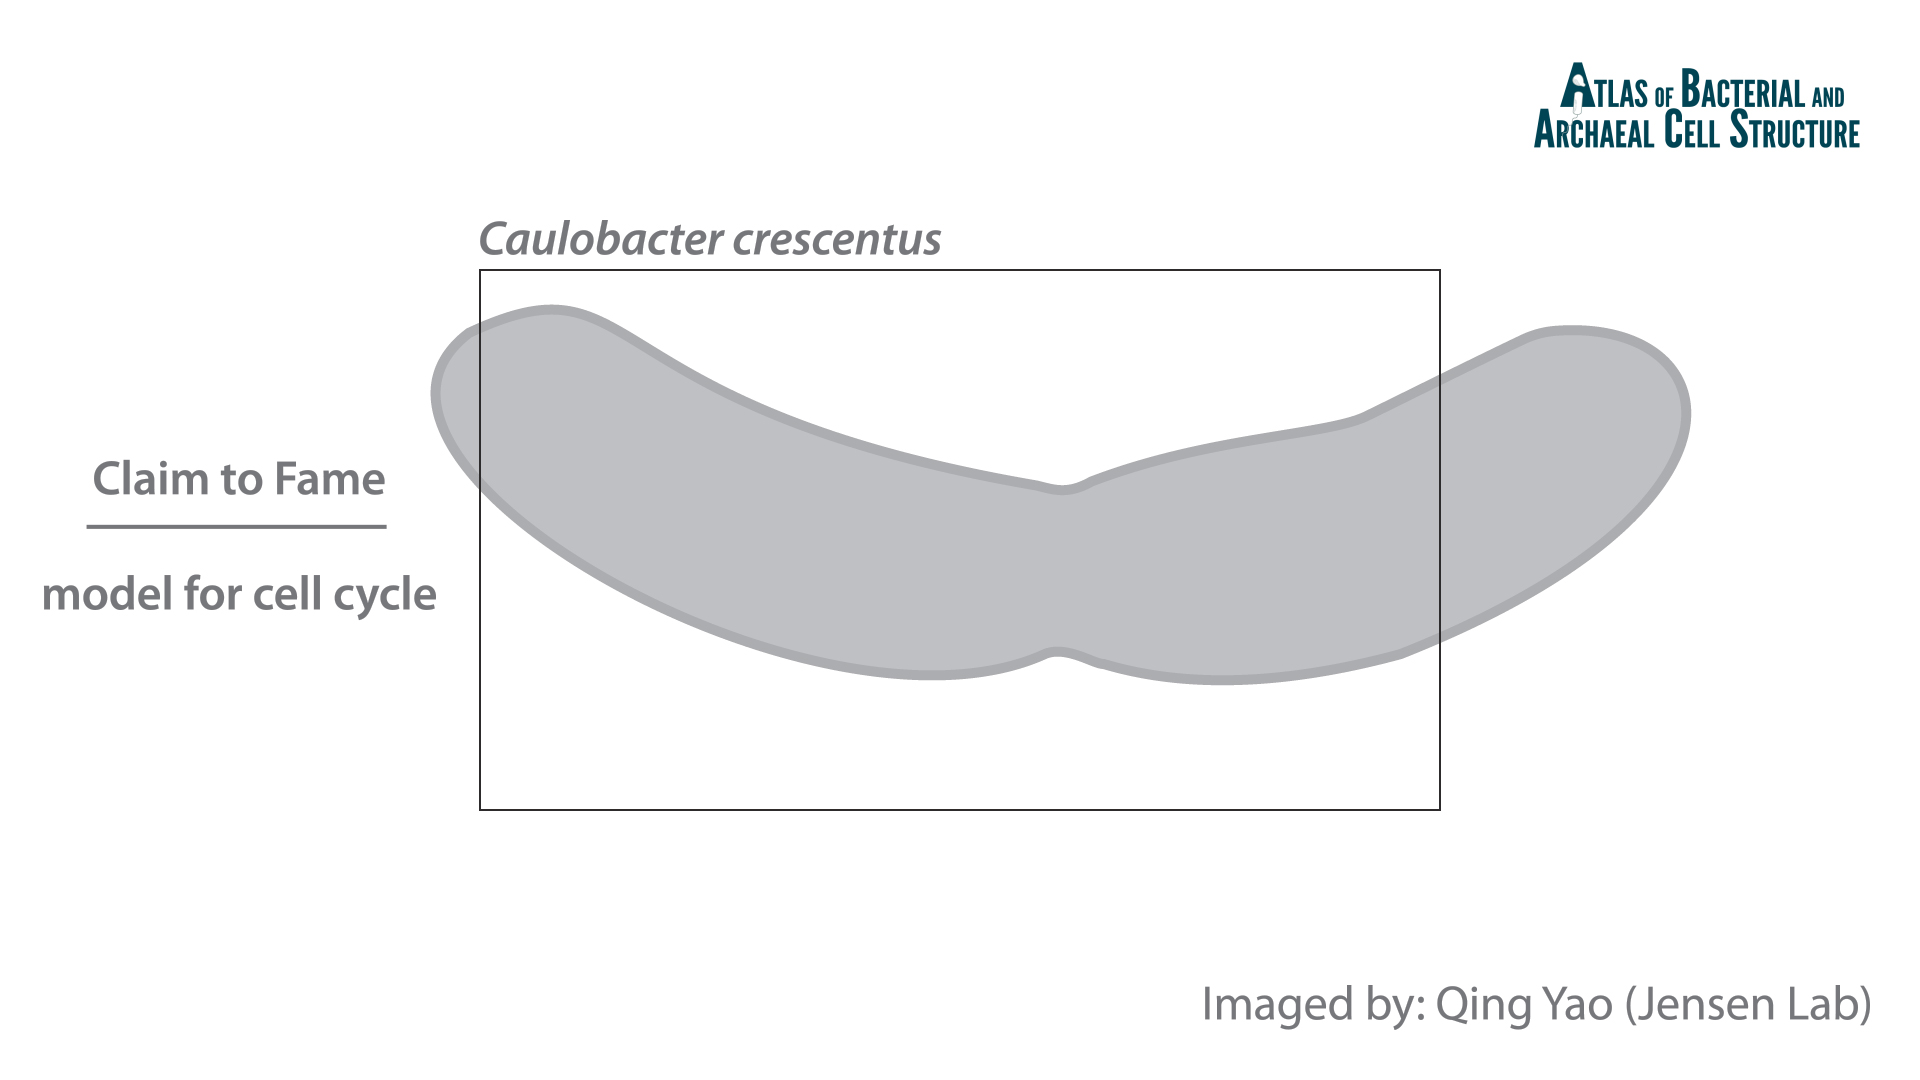 Atlas of Bacterial and
Archaeal Cell Structure
Caulobacter crescentus
Claim to Fame
model for cell cycle
Imaged by: Qing Yao (Jensen Lab)